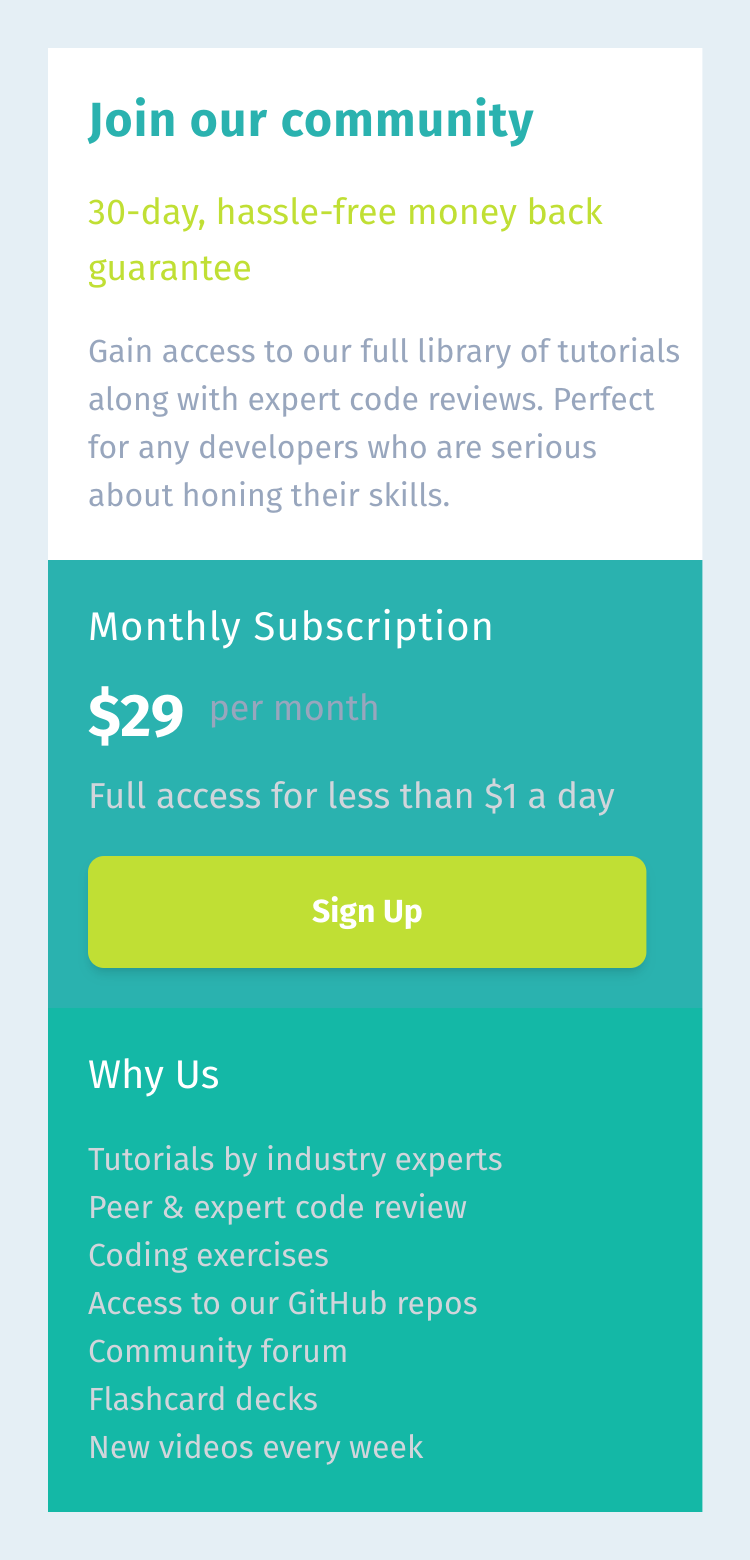 Join our community
30-day, hassle-free money back
guarantee
Gain access to our full library of tutorials
along with expert code reviews. Perfect
for any developers who are serious
about honing their skills.
Monthly Subscription
$29 per month
Full access for less than $1 a day
Sign Up
Why Us
Tutorials by industry experts
Peer & expert code review
Coding exercises
Access to our GitHub repos
Community forum
Flashcard decks
New videos every week